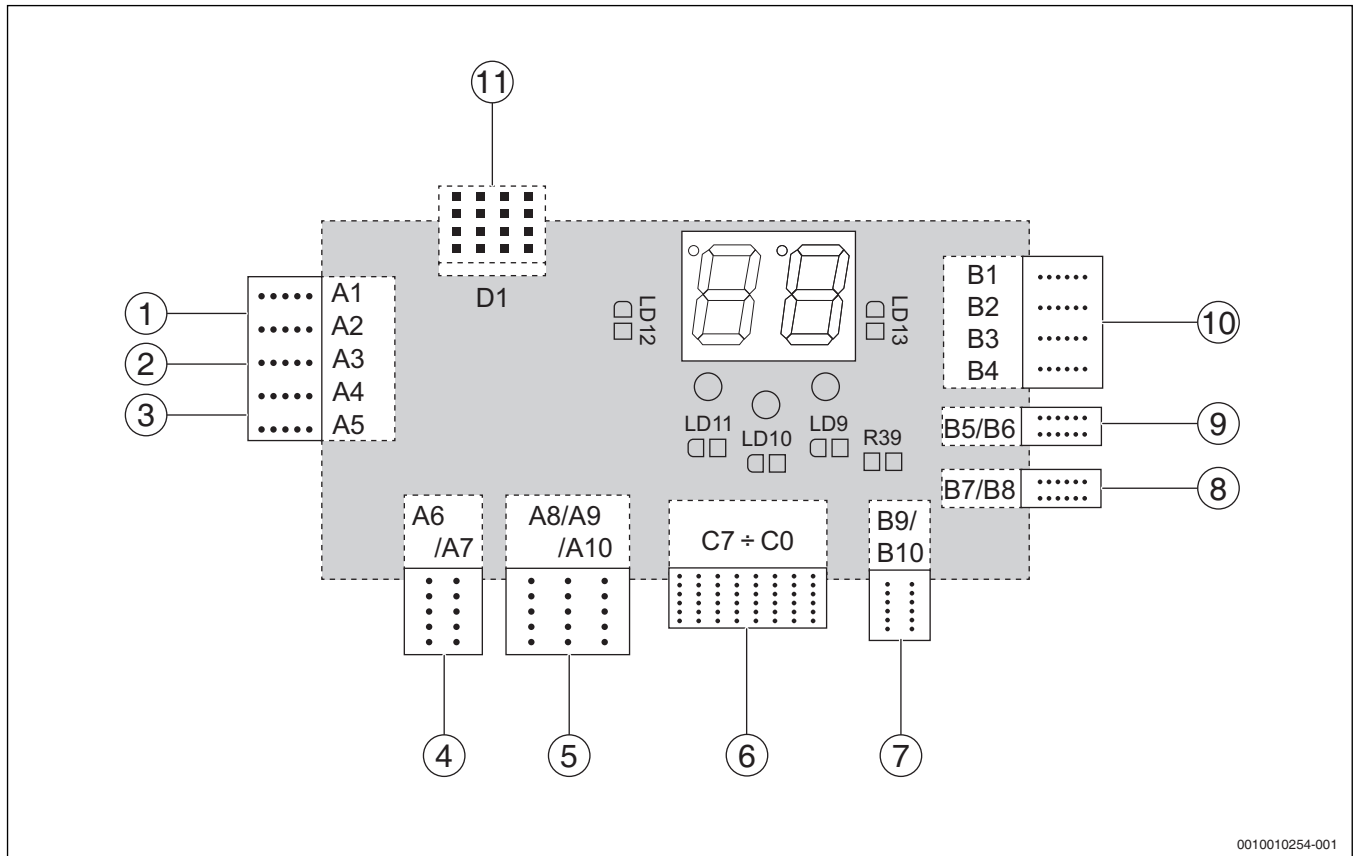 11
D1
A1
A2
A3
A4
A5
1
2
3
LD12
LD13
LD11
LD10
LD9
R39
B1
B2
B3
B4
10
B5/B6
9
B7/B8
8
A6
/A7
A8/A9
/A10
C7 ÷ C0
B9/
B10
4
5
6
7
0010010254-001